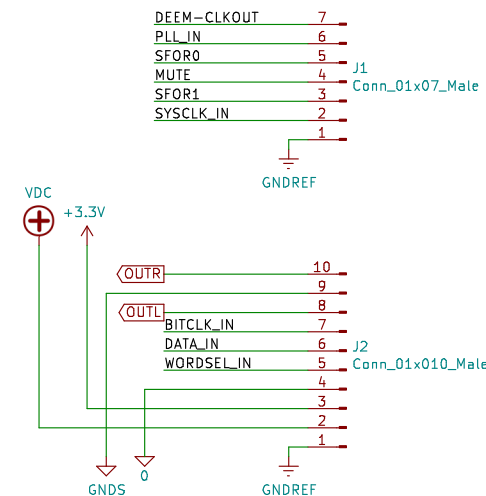 DEEM-CLKOUT 7
PLL_IN 6
SFOR0 5
MUTE 4
SFOR1 3
SYSCLK_IN 2
1
J1
Conn_01x07_Male
GNDREF
VDC
+3.3V
OUTR 10
9
OUTL 8
BITCLK_IN 7
DATA_IN 6
WORDSEL_IN 5
4
3
2
1
J2
Conn_01x010_Male
GNDS
0
GNDREF